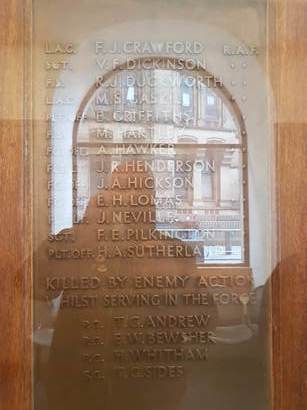 L.A.C. F.J.CRAWFORD R.A.F.
SGT. V.F.DICKINSON " "
F.S. R.J.DUCKWORTH " "
L.A.C. M.S.GASKILL
E.GRIFFITHS
M.HARTLEY
A.HAWKER
J.R.HENDERSON
J.A.HICKSON
E.H.LOMAS
J.NEVILLE
SGT. F.E.PILKINGTON
PLT.OFF. H.A.SUTHERLAND
KILLED BY ENEMY ACTION
WHILST SERVING IN THE FORCE
P.C. T.G.ANDREW
P.C. F.W.BEWSHER
P.C. H.WHITHAM
P.C. SIDES